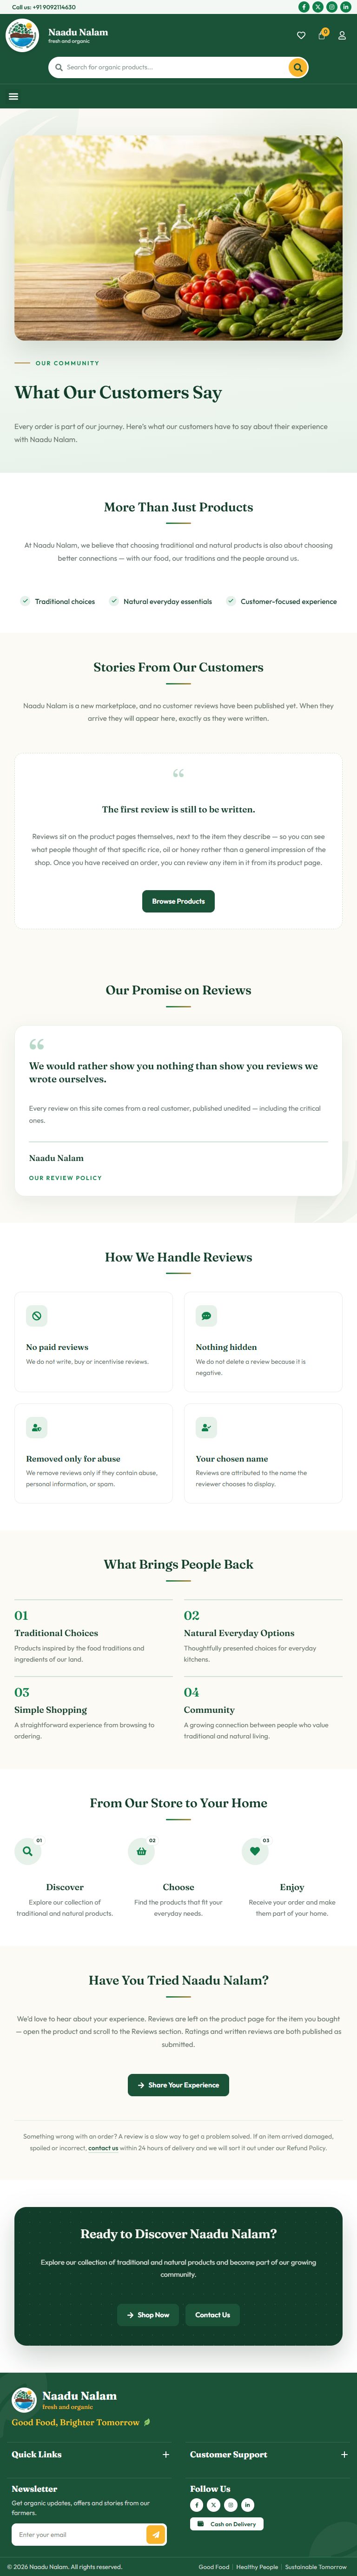 Call us: +91 9092114630
Naadu Nalam
fresh and organic
0
Search for organic products...
OUR COMMUNITY
What Our Customers Say
Every order is part of our journey. Here's what our customers have to say about their experience
with Naadu Nalam.
More Than Just Products
At Naadu Nalam, we believe that choosing traditional and natural products is also about choosing
better connections — with our food, our traditions and the people around us.
Traditional choices
Natural everyday essentials
Customer-focused experience
Stories From Our Customers
Naadu Nalam is a new marketplace, and no customer reviews have been published yet. When they
arrive they will appear here, exactly as they were written.
“
The first review is still to be written.
Reviews sit on the product pages themselves, next to the item they describe — so you can see
what people thought of that specific rice, oil or honey rather than a general impression of the
shop. Once you have received an order, you can review any item in it from its product page.
Browse Products
Our Promise on Reviews
“
We would rather show you nothing than show you reviews we
wrote ourselves.
Every review on this site comes from a real customer, published unedited — including the critical
ones.
Naadu Nalam
OUR REVIEW POLICY
How We Handle Reviews
No paid reviews
We do not write, buy or incentivise reviews.
Nothing hidden
We do not delete a review because it is
negative.
Removed only for abuse
We remove reviews only if they contain abuse,
personal information, or spam.
Your chosen name
Reviews are attributed to the name the
reviewer chooses to display.
What Brings People Back
01
Traditional Choices
Products inspired by the food traditions and
ingredients of our land.
02
Natural Everyday Options
Thoughtfully presented choices for everyday
kitchens.
03
Simple Shopping
A straightforward experience from browsing to
ordering.
04
Community
A growing connection between people who value
traditional and natural living.
From Our Store to Your Home
01
Discover
Explore our collection of
traditional and natural products.
02
Choose
Find the products that fit your
everyday needs.
03
Enjoy
Receive your order and make
them part of your home.
Have You Tried Naadu Nalam?
We'd love to hear about your experience. Reviews are left on the product page for the item you bought
— open the product and scroll to the Reviews section. Ratings and written reviews are both published as
submitted.
Share Your Experience
Something wrong with an order? A review is a slow way to get a problem solved. If an item arrived damaged,
spoiled or incorrect, contact us within 24 hours of delivery and we will sort it out under our Refund Policy.
Ready to Discover Naadu Nalam?
Explore our collection of traditional and natural products and become part of our growing
community.
Shop Now
Contact Us
Naadu Nalam
fresh and organic
Good Food, Brighter Tomorrow
Quick Links
Customer Support
Newsletter
Get organic updates, offers and stories from our
farmers.
Enter your email
Follow Us
Cash on Delivery
© 2026 Naadu Nalam. All rights reserved.
Good Food | Healthy People | Sustainable Tomorrow